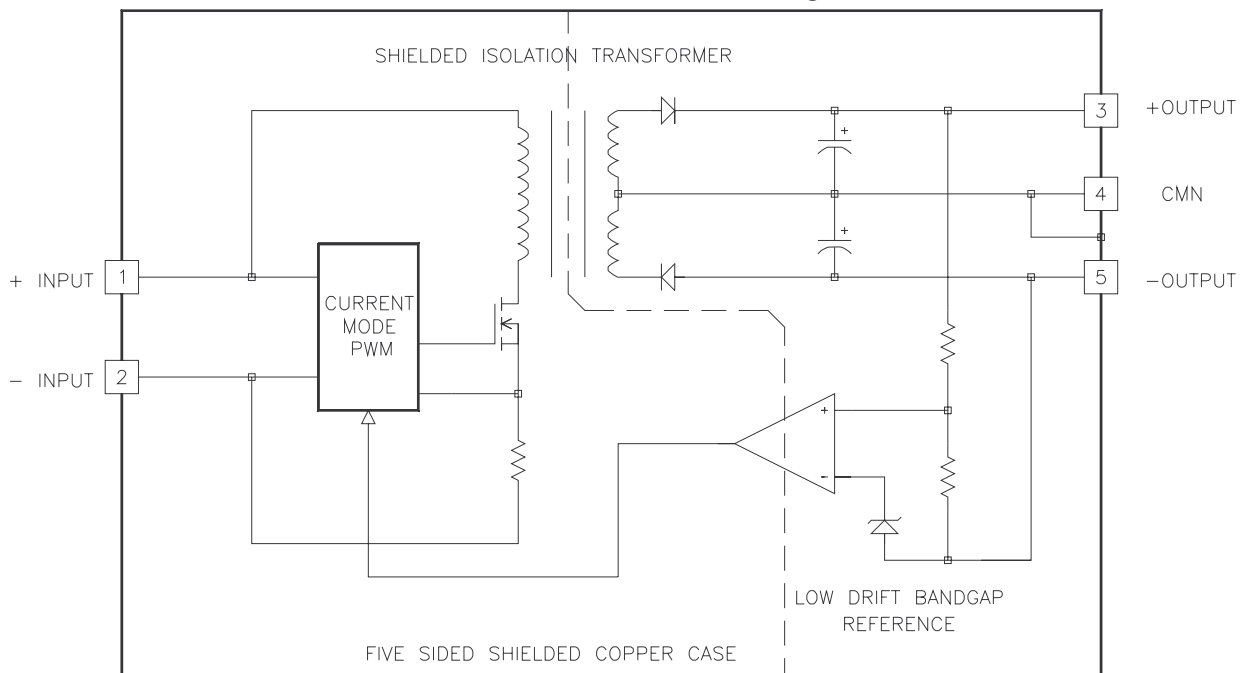 SHIELDED ISOLATION TRANSFORMER
3 +OUTPUT
4 CMN
5 -OUTPUT
+ INPUT 1
- INPUT 2
CURRENT
MODE
PWM
+
+
+
-
LOW DRIFT BANDGAP
REFERENCE
FIVE SIDED SHIELDED COPPER CASE